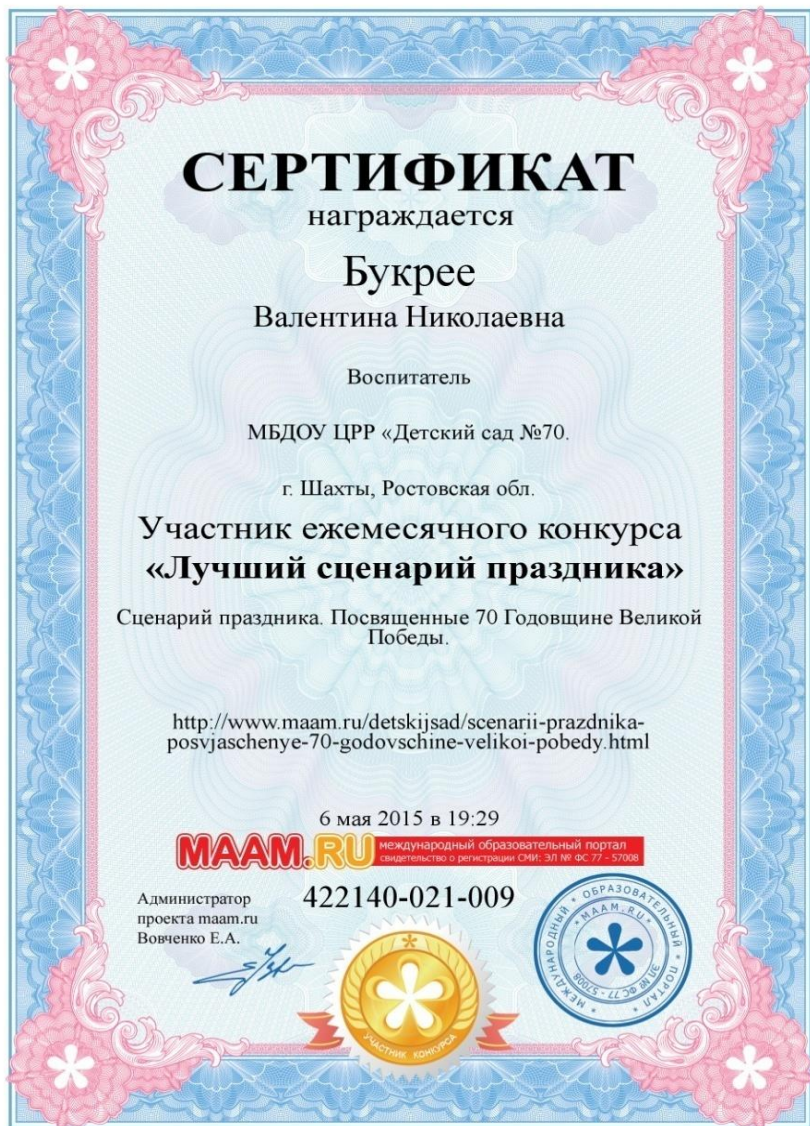 СЕРТИФИКАТ
награждается
Букрее
Валентина Николаевна
Воспитатель
МБДОУ ЦРР «Детский сад №70.
г. Шахты, Ростовская обл.
Участник ежемесячного конкурса
«Лучший сценарий праздника»
Сценарий праздника. Посвященные 70 Годовщине Великой
Победы.
http://www.maam.ru/detskijsad/scenarii-prazdnika-
posvjaschenye-70-godovschine-velikoi-pobedy.html
6 мая 2015 в 19:29
MAAM.RU
международный образовательный портал
свидетельство о регистрации СМИ: ЭЛ № ФС 77 - 57008
Администратор
проекта maam.ru
Вовченко Е.А.
422140-021-009
УЧАСТНИК КОНКУРСА
* МЕЖДУНАРОДНЫЙ * ОБРАЗОВАТЕЛЬНЫЙ * ПОРТАЛ
* MAAM.RU *
ЭЛ № ФС 77 - 57008